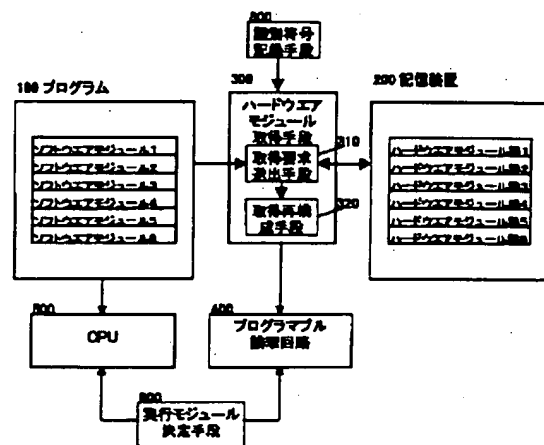 識別符号
記録手段
300
100 プログラム
ハードウエア
モジュール
取得手段
200 記憶装置
310
取得要求
送出手段
320
取得再構
成手段
ソフトウエアモジュール1
ソフトウエアモジュール2
ソフトウエアモジュール3
ソフトウエアモジュール4
ソフトウエアモジュール5
ソフトウエアモジュール6
ハードウエアモジュール群1
ハードウエアモジュール群2
ハードウエアモジュール群3
ハードウエアモジュール群4
ハードウエアモジュール群5
ハードウエアモジュール群6
CPU
400
プログラマブル
論理回路
実行モジュール
決定手段